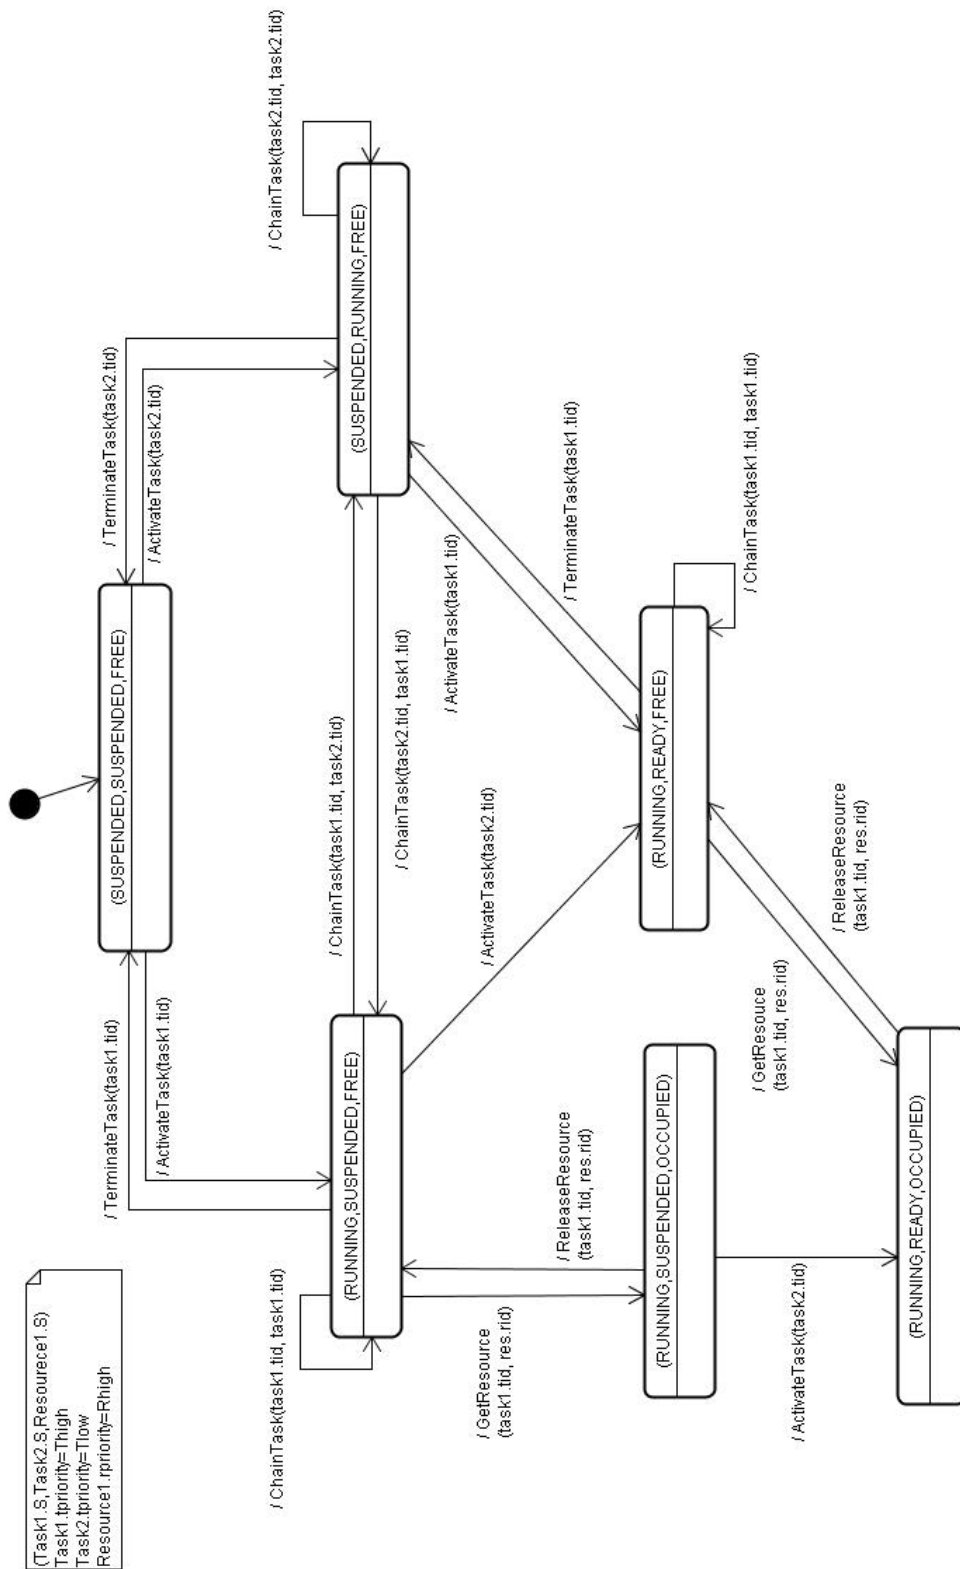 (Task1.S,Task2.S,Resourece1.S)
Task1.tpriority=Thigh
Task2.tpriority=Tlow
Resource1.rpriority=Rhigh
/ TerminateTask(task1.tid)
/ ActivateTask(task1.tid)
(SUSPENDED,SUSPENDED,FREE)
/ TerminateTask(task2.tid)
/ ActivateTask(task2.tid)
/ ChainTask(task1.tid, task1.tid)
(RUNNING,SUSPENDED,FREE)
/ ChainTask(task1.tid, task2.tid)
/ ChainTask(task2.tid, task1.tid)
(SUSPENDED,RUNNING,FREE)
/ ChainTask(task2.tid, task2.tid)
/ GetResource
(task1.tid, res.rid)
/ ReleaseResource
(task1.tid, res.rid)
/ ActivateTask(task2.tid)
/ ActivateTask(task1.tid)
/ TerminateTask(task1.tid)
(RUNNING,SUSPENDED,OCCUPIED)
(RUNNING,READY,FREE)
/ ChainTask(task1.tid, task1.tid)
/ ActivateTask(task2.tid)
/ GetResouce
(task1.tid, res.rid)
/ ReleaseResource
(task1.tid, res.rid)
(RUNNING,READY,OCCUPIED)